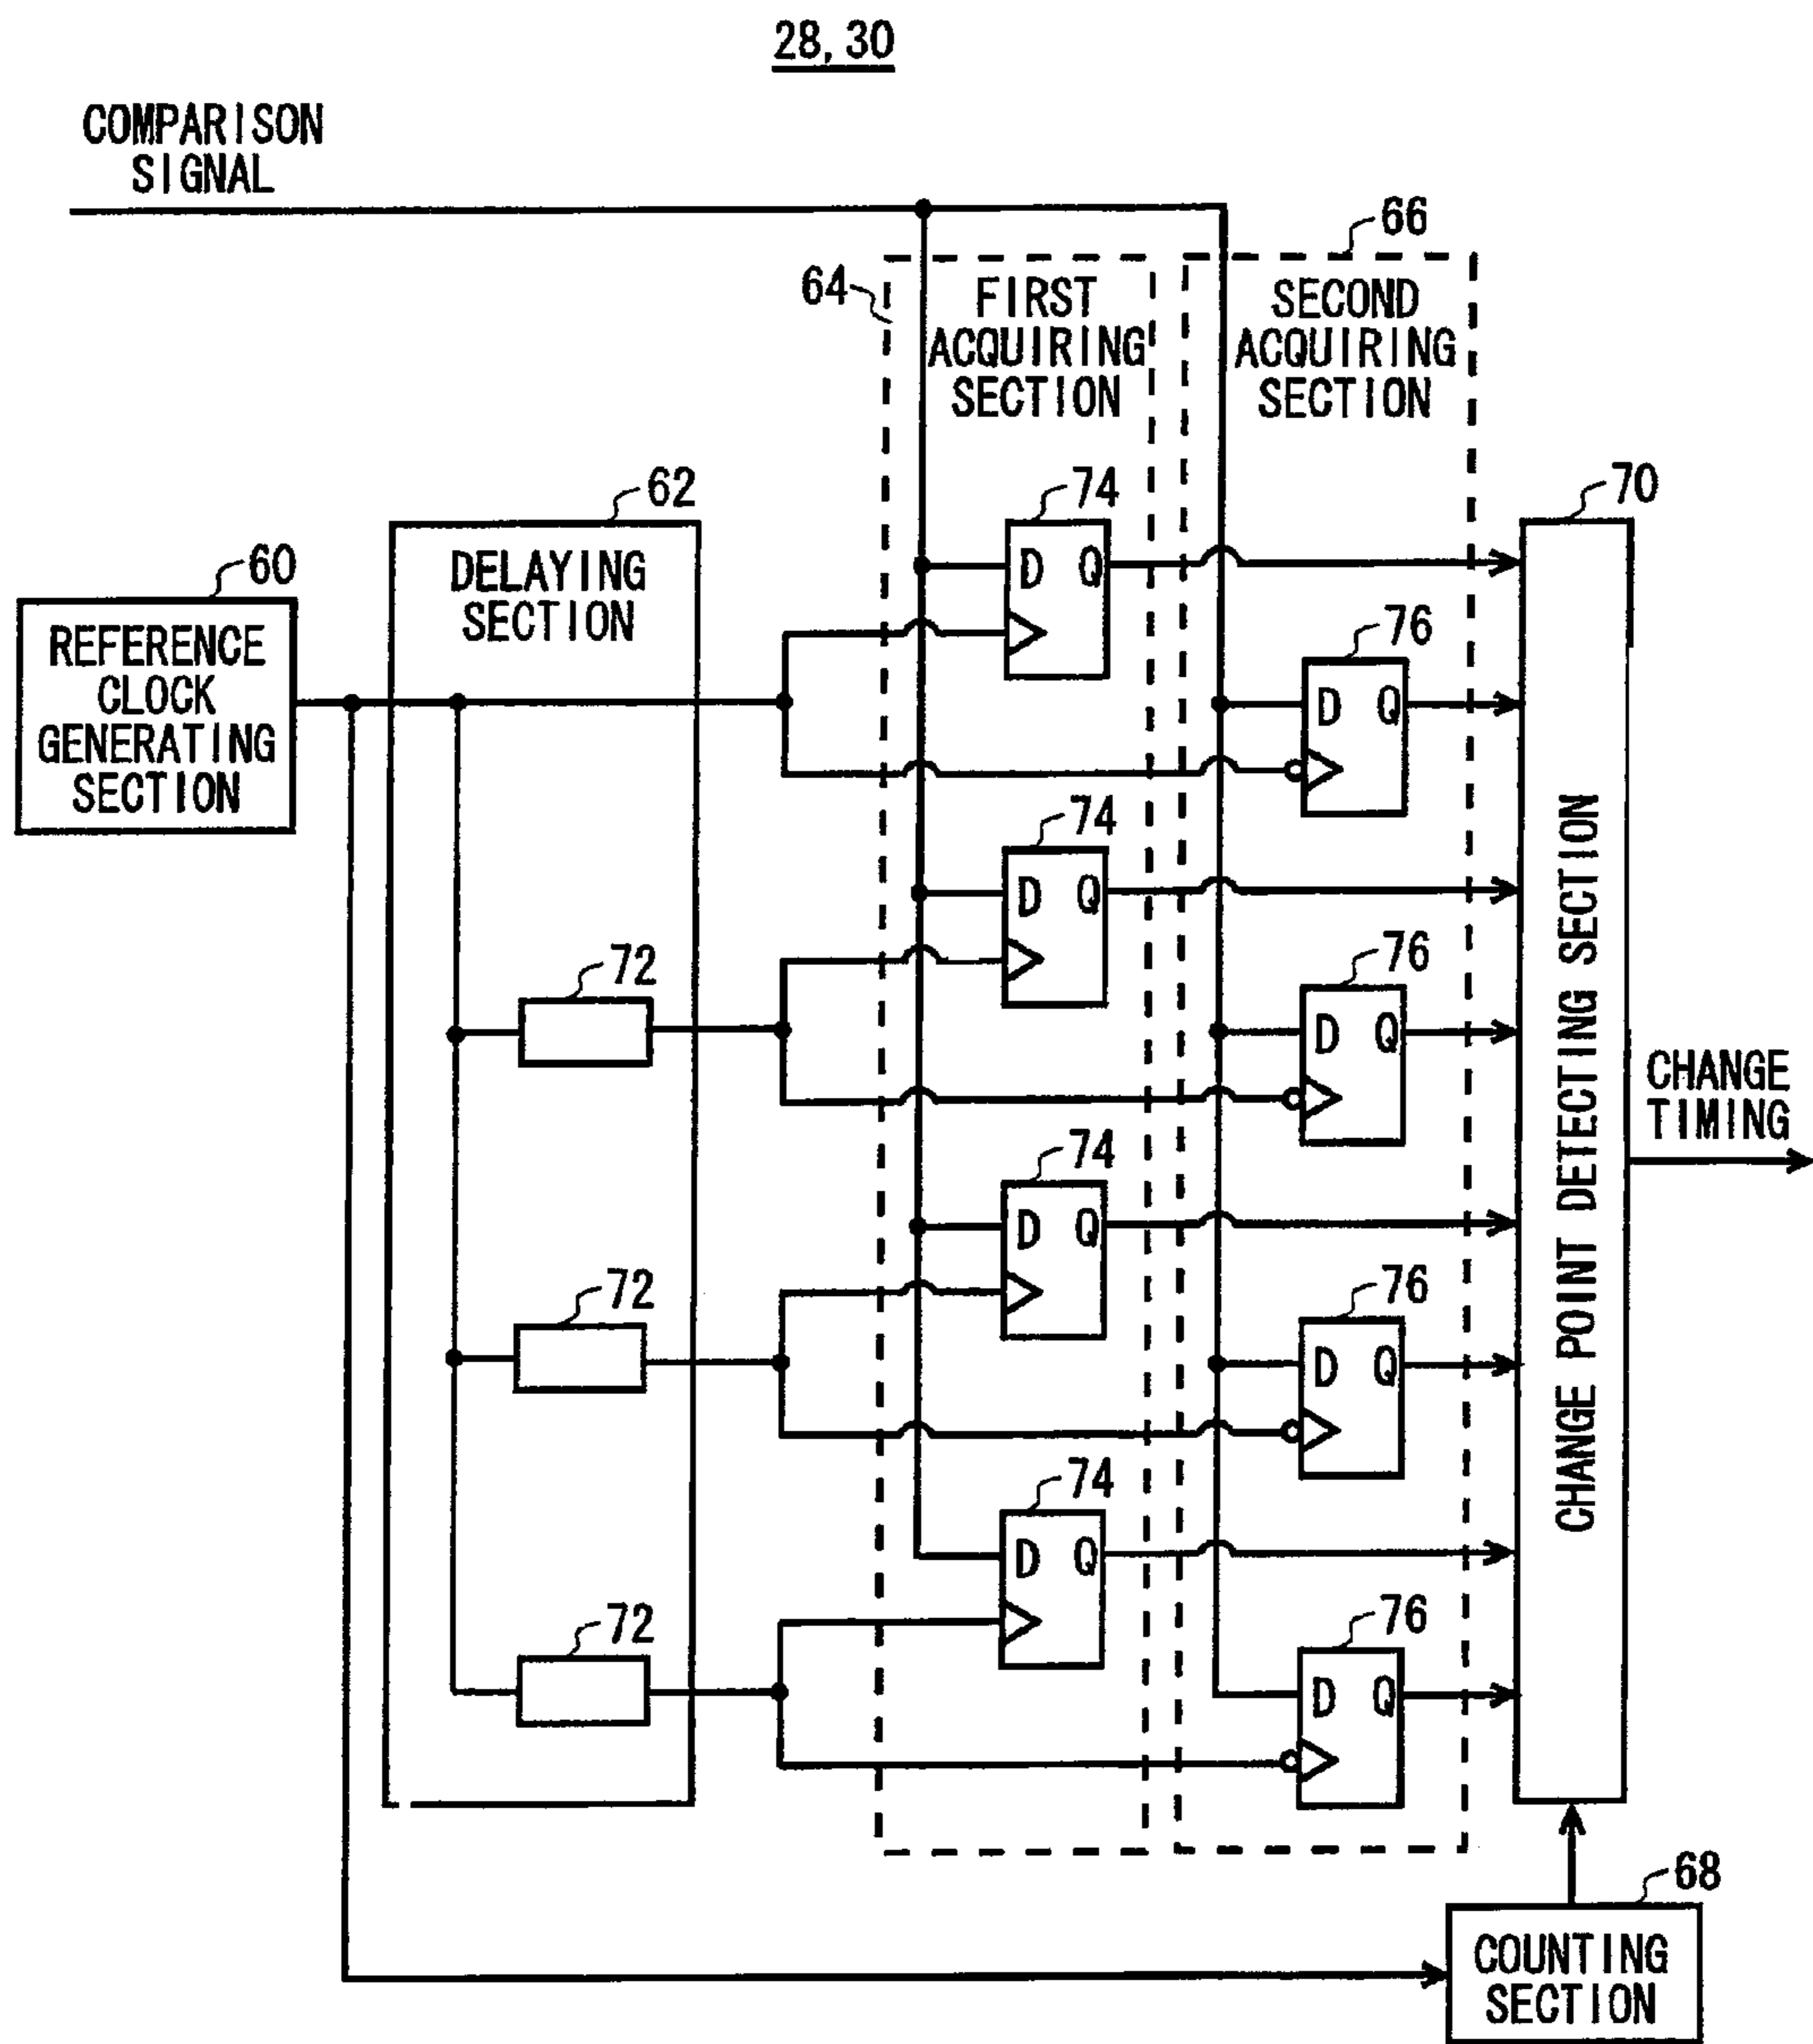 28, 30
COMPARISON
SIGNAL
66
64
FIRST
ACQUIRING
SECTION
SECOND
ACQUIRING
SECTION
62
74
70
60
DELAYING
SECTION
D Q
REFERENCE
CLOCK
GENERATING
SECTION
76
D Q
74
D Q
72
76
D Q
CHANGE POINT DETECTING SECTION
CHANGE
TIMING
74
D Q
72
76
D Q
74
D Q
72
76
D Q
68
COUNTING
SECTION